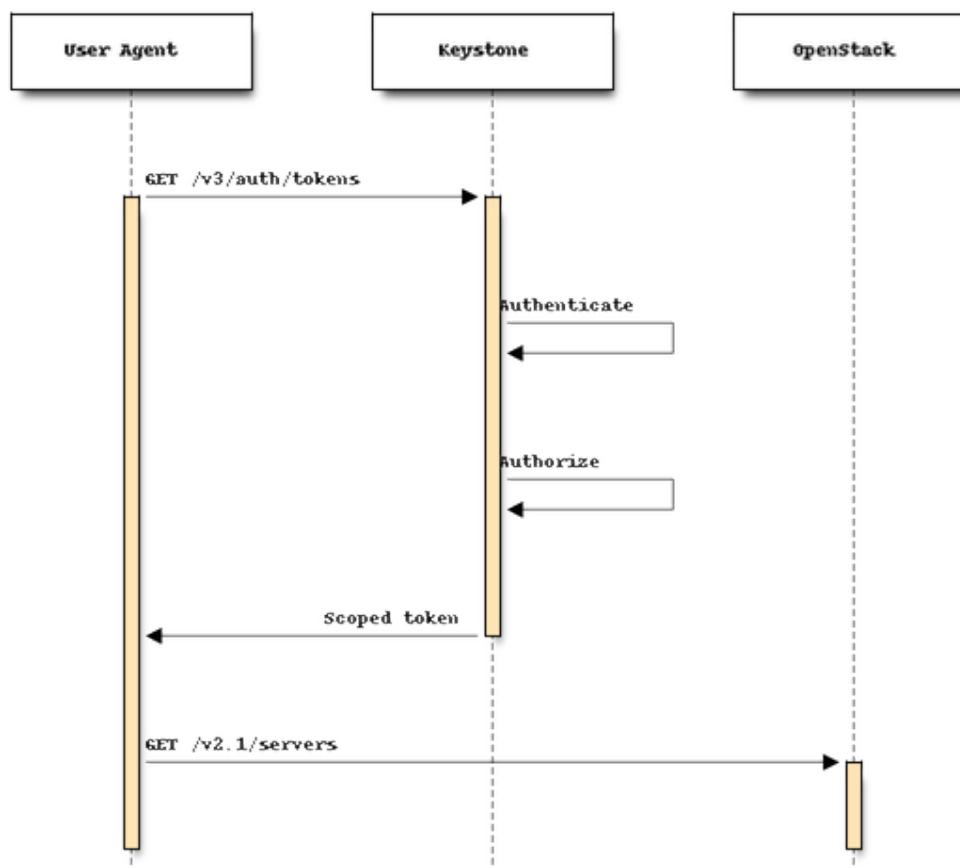 User Agent
Keystone
OpenStack
GET /v3/auth/tokens
Authenticate
Authorize
Scoped token
GET /v2.1/servers